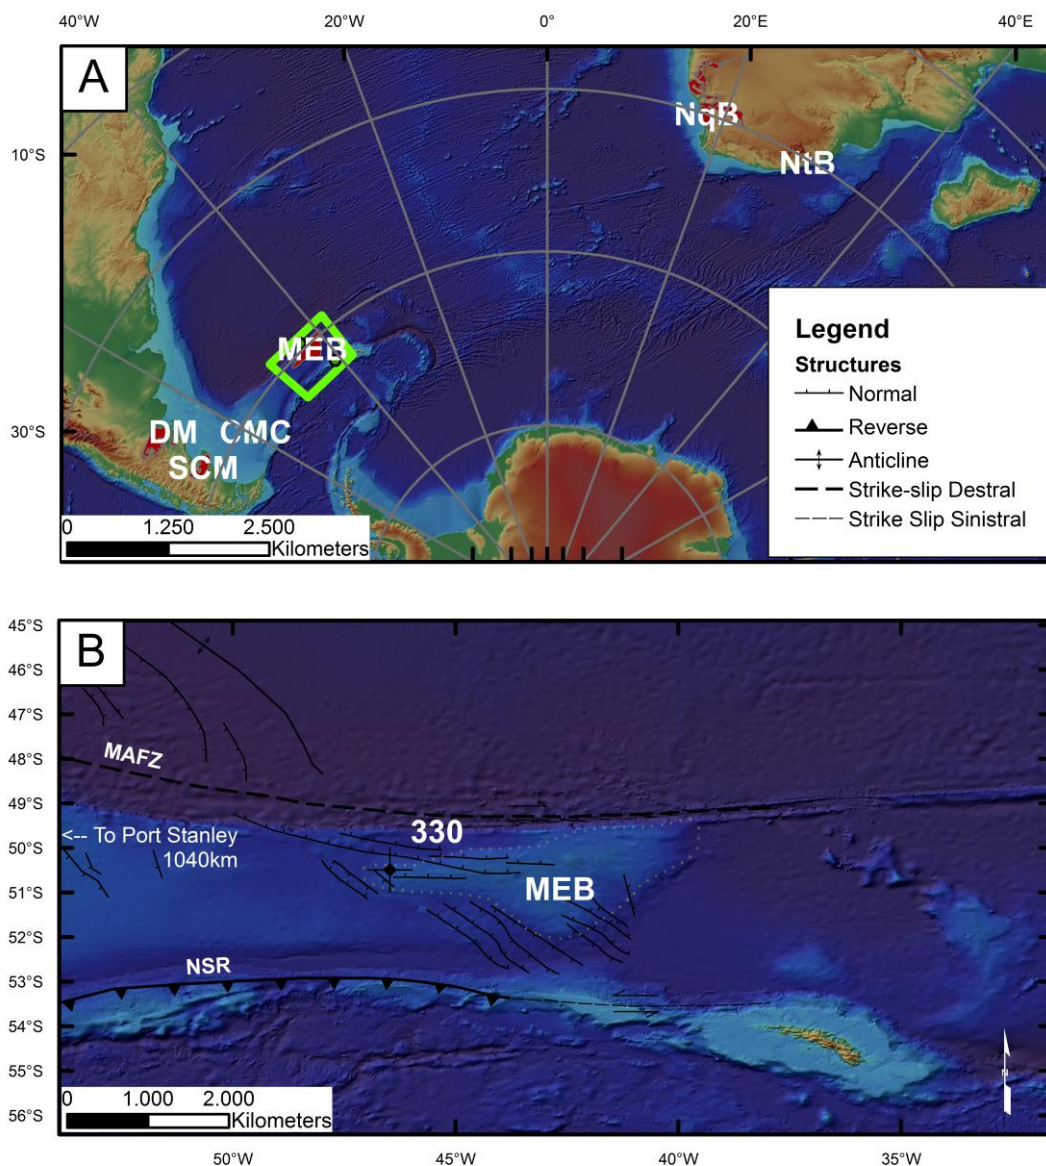 40°W 20°W 0° 20°E 40°E
A
10°S
30°S
NqB
NtB
MEB
DM CMC
SCM
0 1.250 2.500
Kilometers
Legend
Structures
Normal
Reverse
Anticline
Strike-slip Destral
Strike Slip Sinistral
B
45°S
46°S
47°S
48°S
49°S
50°S
51°S
52°S
53°S
54°S
55°S
56°S
MAFZ
330
<-- To Port Stanley
1040km
MEB
NSR
0 1.000 2.000
Kilometers
50°W 45°W 40°W 35°W